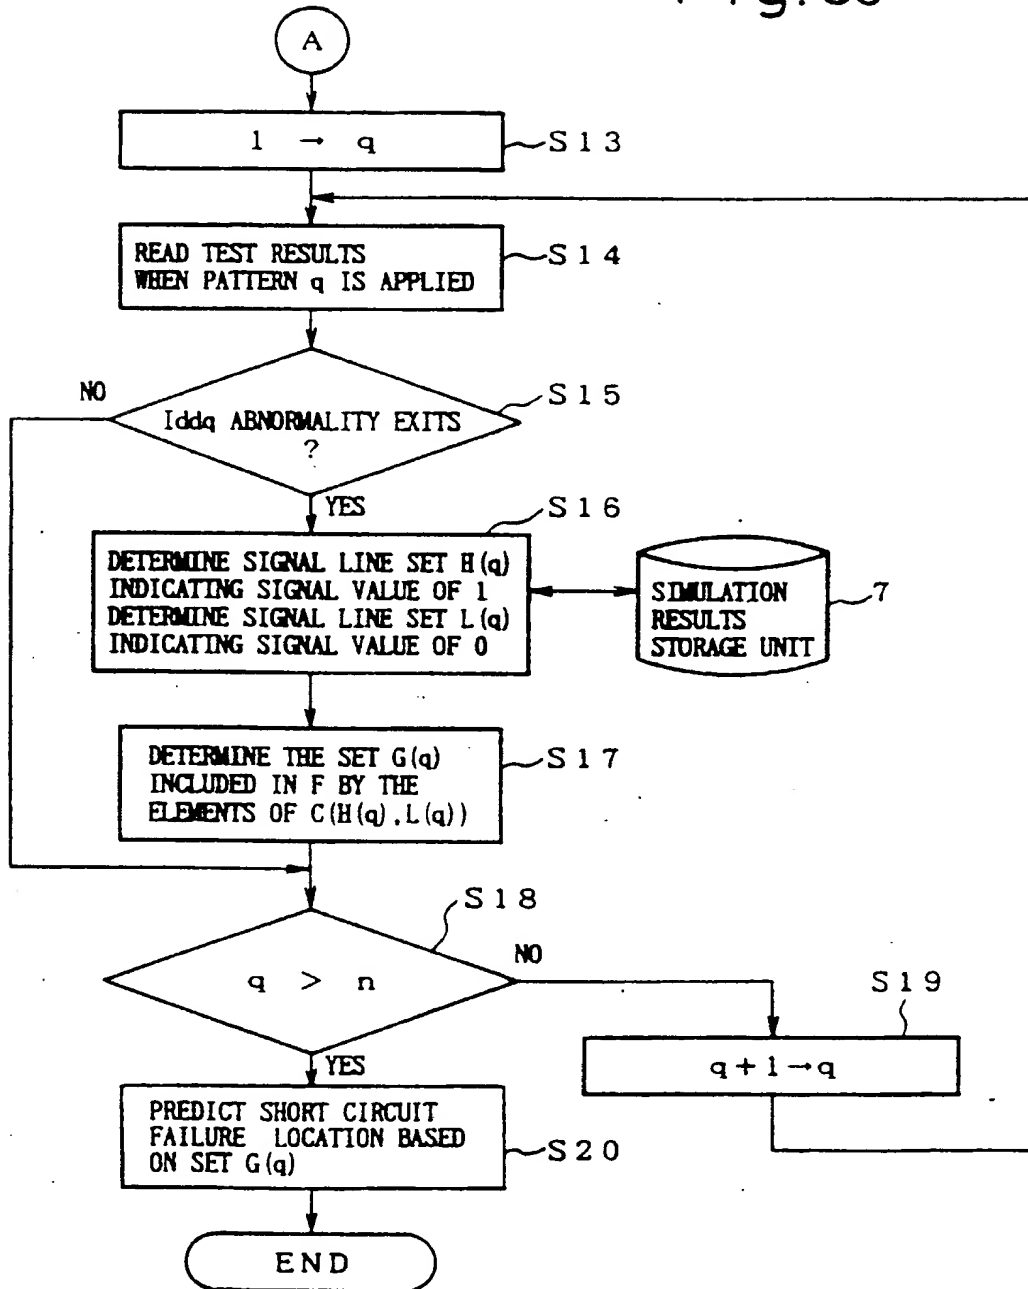 A
1 → q
S13
READ TEST RESULTS
WHEN PATTERN q IS APPLIED
S14
NO
S15
Iddq ABNORMALITY EXITS
?
YES
S16
DETERMINE SIGNAL LINE SET H(q)
INDICATING SIGNAL VALUE OF 1
DETERMINE SIGNAL LINE SET L(q)
INDICATING SIGNAL VALUE OF 0
SIMULATION
RESULTS
STORAGE UNIT
7
DETERMINE THE SET G(q)
INCLUDED IN F BY THE
ELEMENTS OF C(H(q),L(q))
S17
S18
q > n
NO
S19
q+1→q
YES
PREDICT SHORT CIRCUIT
FAILURE LOCATION BASED
ON SET G(q)
S20
END